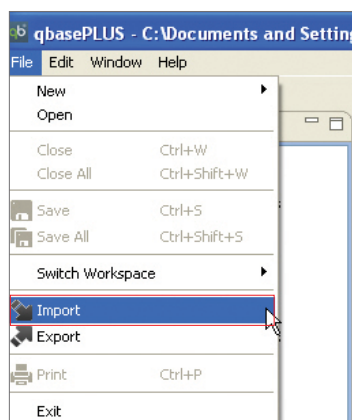 qb qbasePLUS - C:\Documents and Setting
File Edit Window Help
New
Open
Close Ctrl+W
Close All Ctrl+Shift+W
Save Ctrl+S
Save All Ctrl+Shift+S
Switch Workspace
Import
Export
Print Ctrl+P
Exit